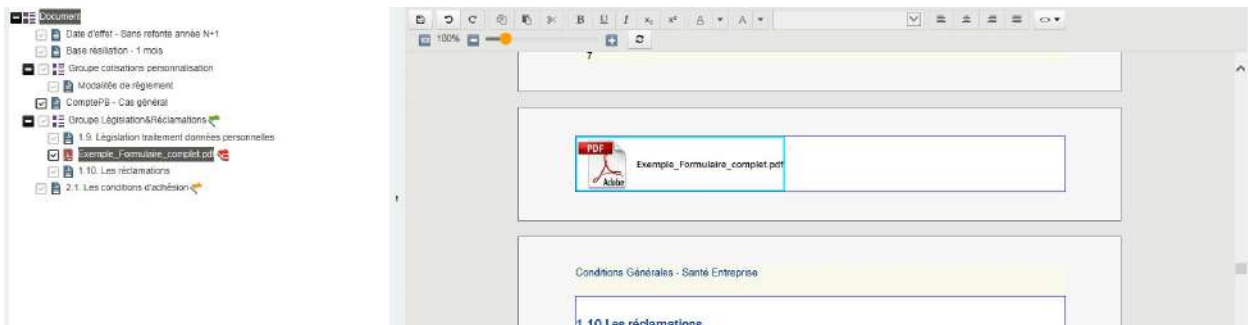 Document
Date d'effet - Sans refonte année N+1
Base résiliation - 1 mois
Groupe cotisations personnalisation
Modalités de règlement
ComptePB - Cas général
Groupe Législation&Réclamations
1.9. Législation traitement données personnelles
Exemple_Formulaire_complet.pdf
1.10. Les réclamations
2.1. Les conditions d'adhésion
B U I x₂ x² A A
100%
7
PDF
Adobe
Exemple_Formulaire_complet.pdf
Conditions Générales - Santé Entreprise
1.10 Les réclamations